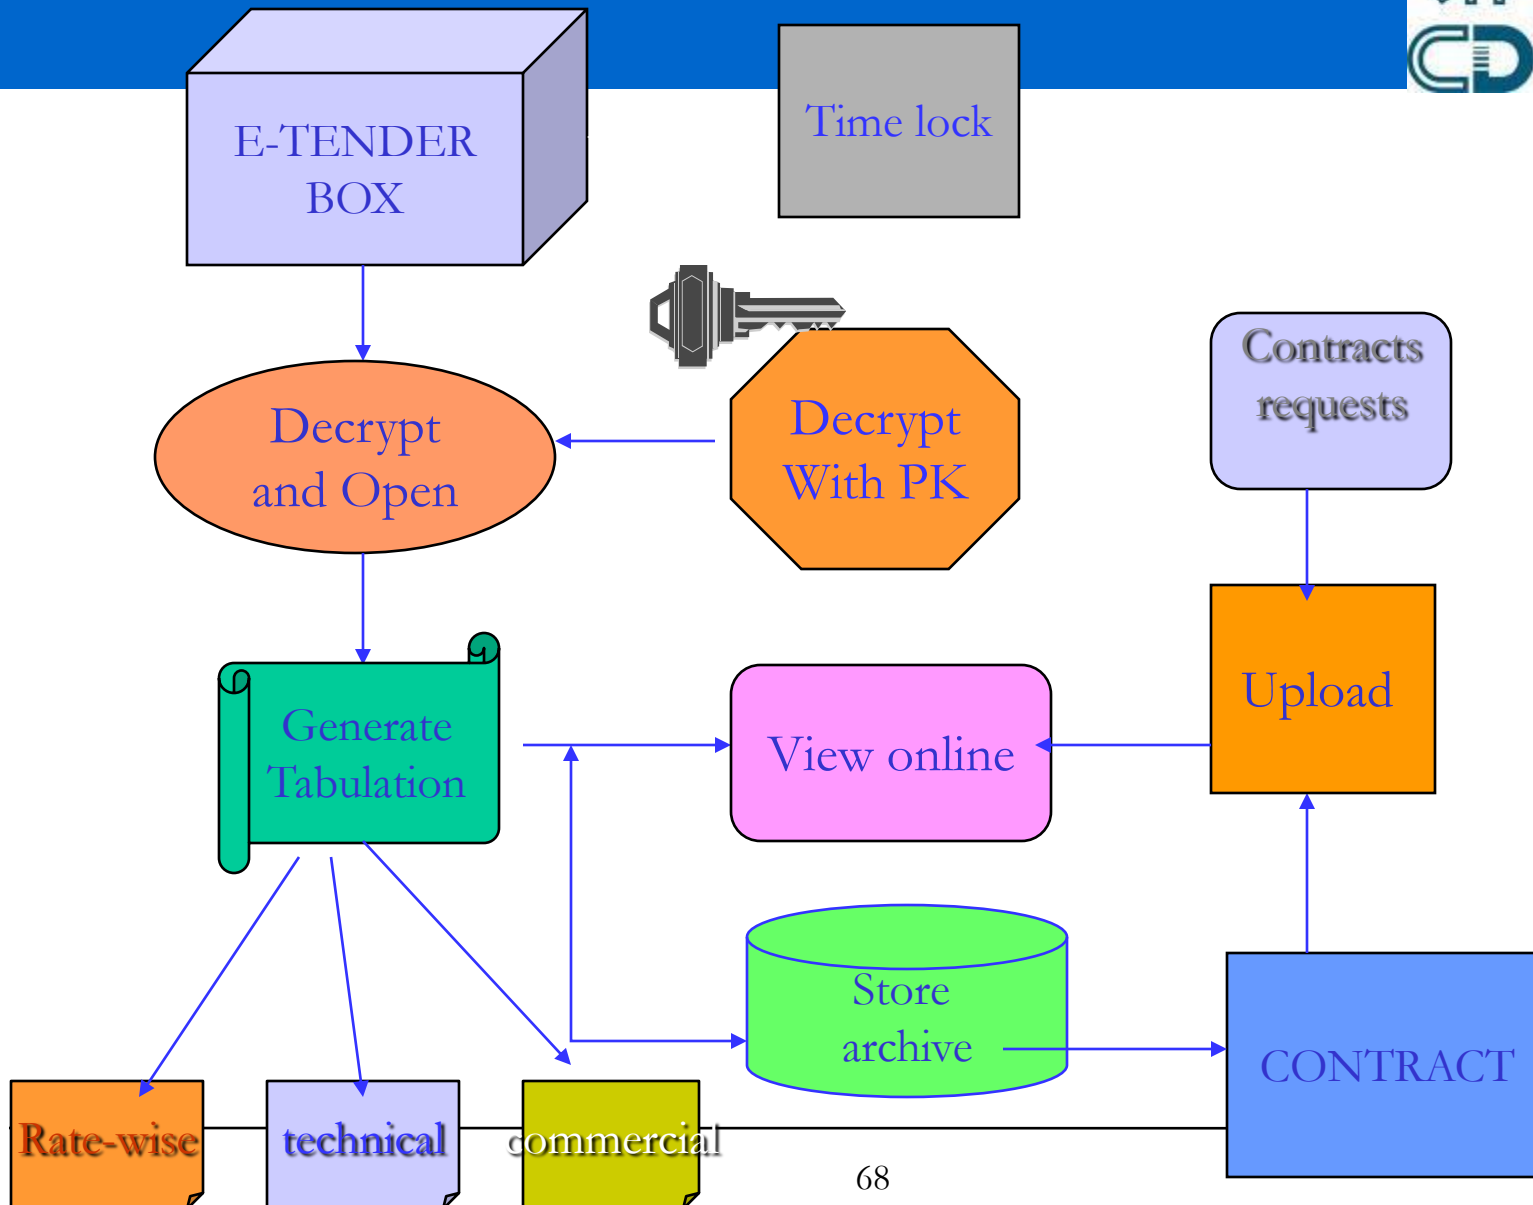 E-TENDER
BOX
Time lock
Contracts
requests
Decrypt
and Open
Decrypt
With PK
Upload
Generate
Tabulation
View online
Store
archive
CONTRACT
Rate-wise
technical
commercial
68
CD